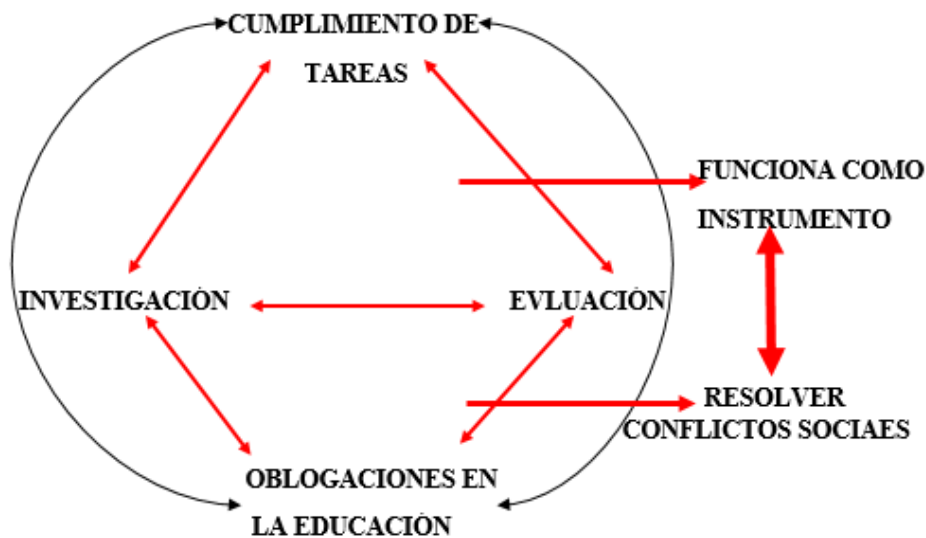 CUMPLIMIENTO DE
TAREAS
FUNCIONA COMO
INSTRUMENTO
INVESTIGACIÓN
EVLUACIÓN
RESOLVER
CONFLICTOS SOCIAES
OBLOGACIONES EN
LA EDUCACIÓN